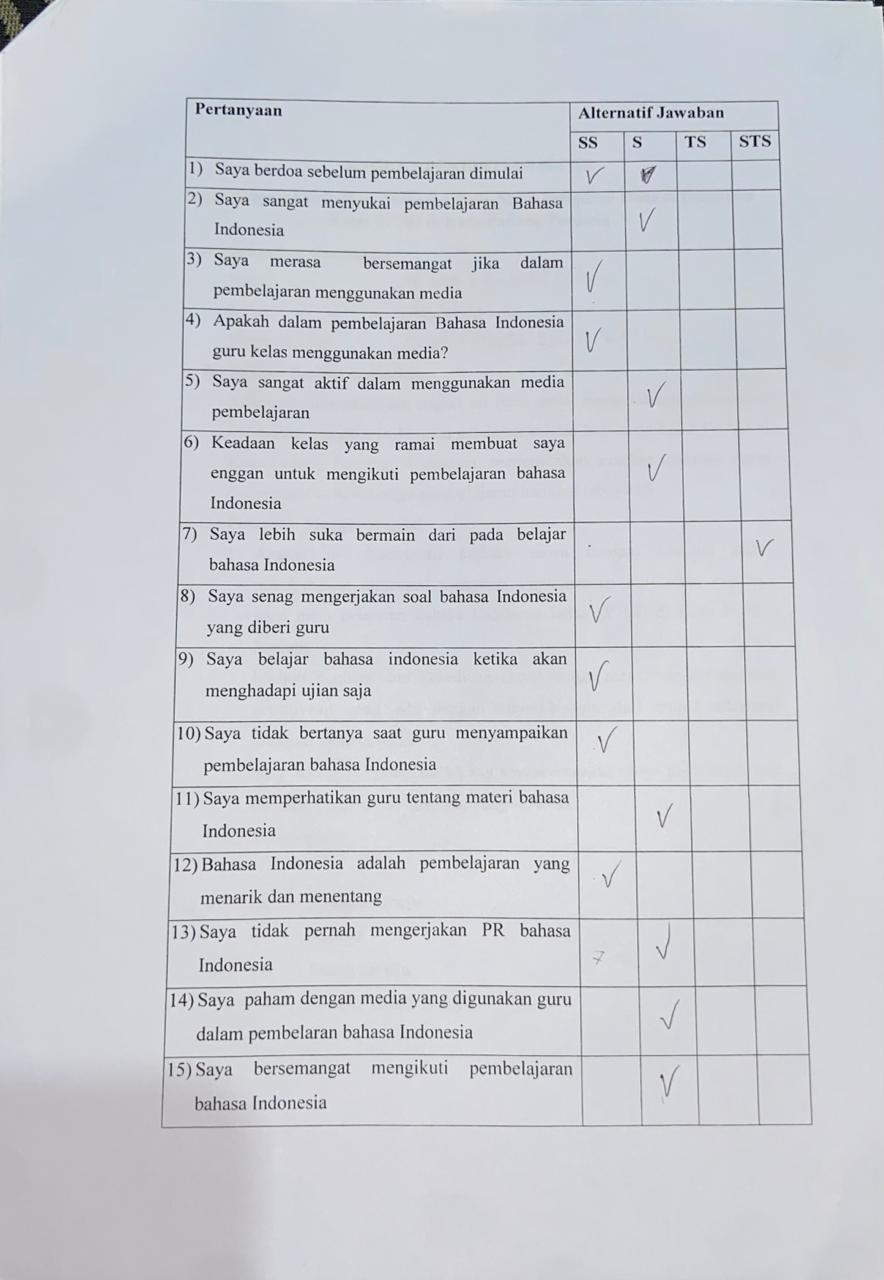 Pertanyaan
Alternatif Jawaban
SS S TS STS
1) Saya berdoa sebelum pembelajaran dimulai ✓
2) Saya sangat menyukai pembelajaran Bahasa
Indonesia ✓
3) Saya merasa bersemangat jika dalam
pembelajaran menggunakan media ✓
4) Apakah dalam pembelajaran Bahasa Indonesia
guru kelas menggunakan media? ✓
5) Saya sangat aktif dalam menggunakan media
pembelajaran ✓
6) Keadaan kelas yang ramai membuat saya
enggan untuk mengikuti pembelajaran bahasa ✓
Indonesia
7) Saya lebih suka bermain dari pada belajar
bahasa Indonesia ✓
8) Saya senag mengerjakan soal bahasa Indonesia
yang diberi guru ✓
9) Saya belajar bahasa indonesia ketika akan
menghadapi ujian saja ✓
10) Saya tidak bertanya saat guru menyampaikan
pembelajaran bahasa Indonesia ✓
11) Saya memperhatikan guru tentang materi bahasa
Indonesia ✓
12) Bahasa Indonesia adalah pembelajaran yang
menarik dan menentang ✓
13) Saya tidak pernah mengerjakan PR bahasa
Indonesia ✓
14) Saya paham dengan media yang digunakan guru
dalam pembelaran bahasa Indonesia ✓
15) Saya bersemangat mengikuti pembelajaran
bahasa Indonesia ✓